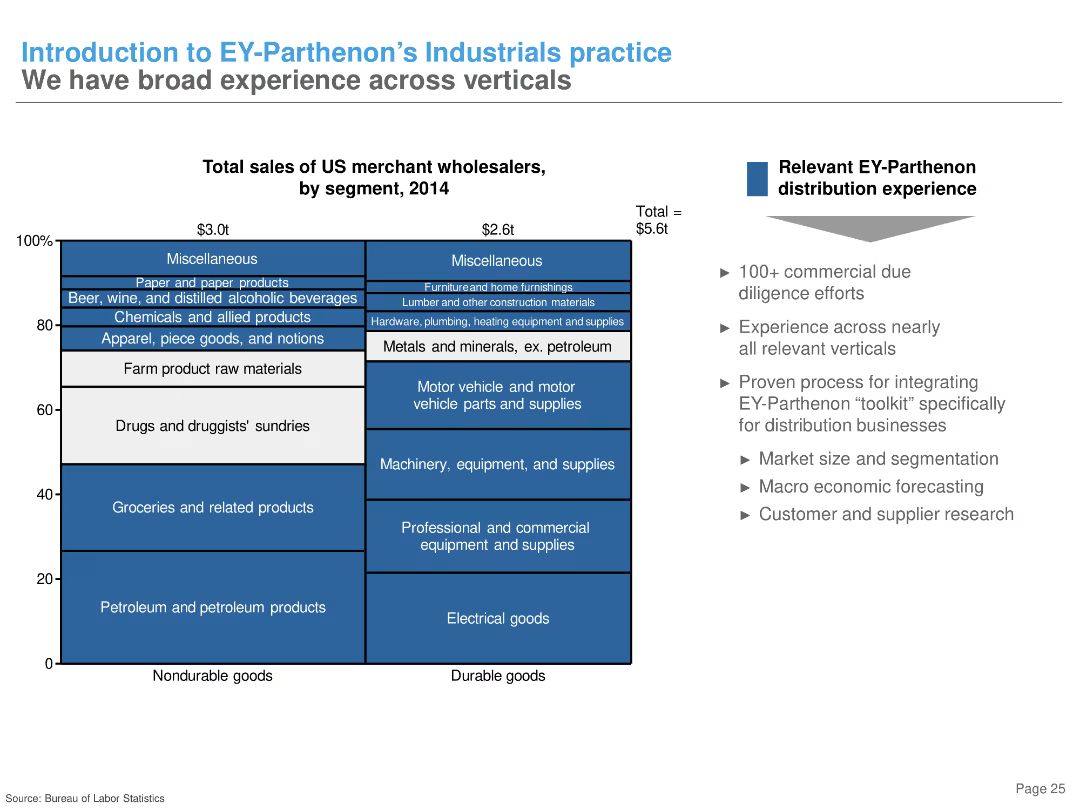 Introduction to EY-Parthenon’s Industrials practice
We have broad experience across verticals
Total sales of US merchant wholesalers,
by segment, 2014
Total =
$5.6t
$3.0t
$2.6t
100%
80
60
40
20
0
Miscellaneous
Paper and paper products
Beer, wine, and distilled alcoholic beverages
Chemicals and allied products
Apparel, piece goods, and notions
Farm product raw materials
Drugs and druggists' sundries
Groceries and related products
Petroleum and petroleum products
Nondurable goods
Miscellaneous
Furniture and home furnishings
Lumber and other construction materials
Hardware, plumbing, heating equipment and supplies
Metals and minerals, ex. petroleum
Motor vehicle and motor
vehicle parts and supplies
Machinery, equipment, and supplies
Professional and commercial
equipment and supplies
Electrical goods
Durable goods
Relevant EY-Parthenon
distribution experience
► 100+ commercial due
diligence efforts
► Experience across nearly
all relevant verticals
► Proven process for integrating
EY-Parthenon “toolkit” specifically
for distribution businesses
► Market size and segmentation
► Macro economic forecasting
► Customer and supplier research
Page 25
Source: Bureau of Labor Statistics